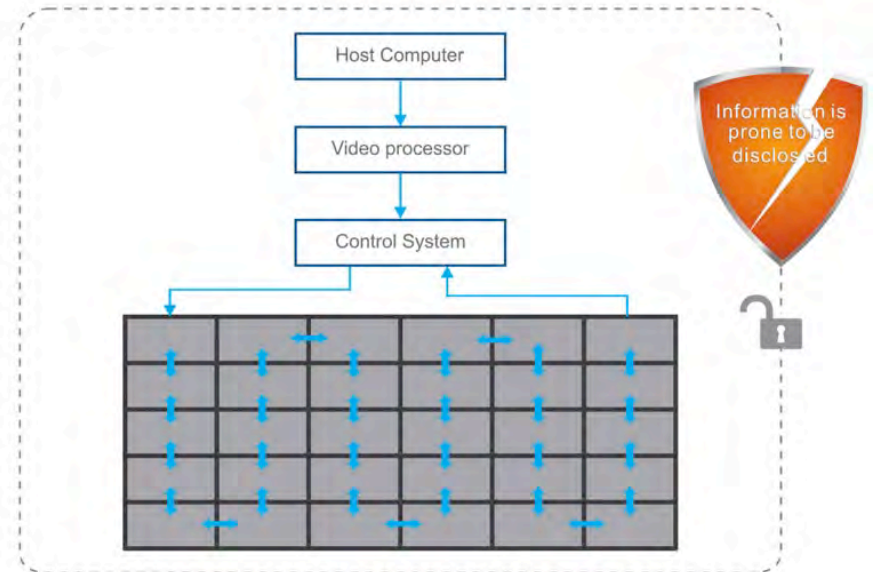 Host Computer
Information is
prone to be
disclosed
Video processor
Control System